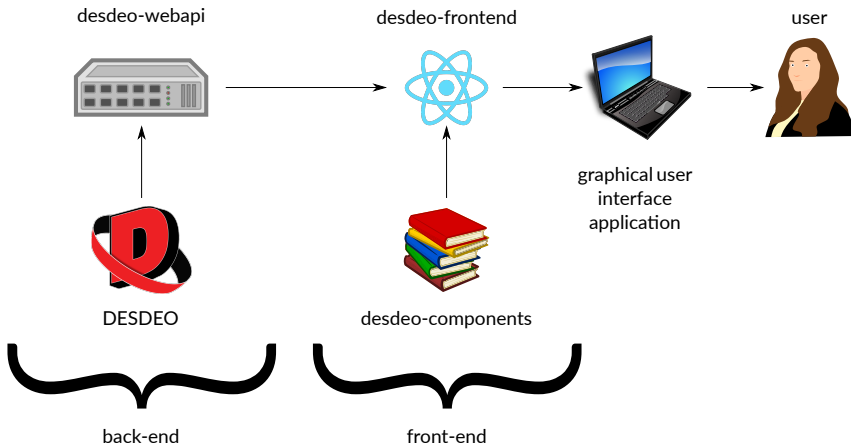 desdeo-webapi
desdeo-frontend
user
graphical user
interface
application
D
DESDEO
desdeo-components
back-end
front-end